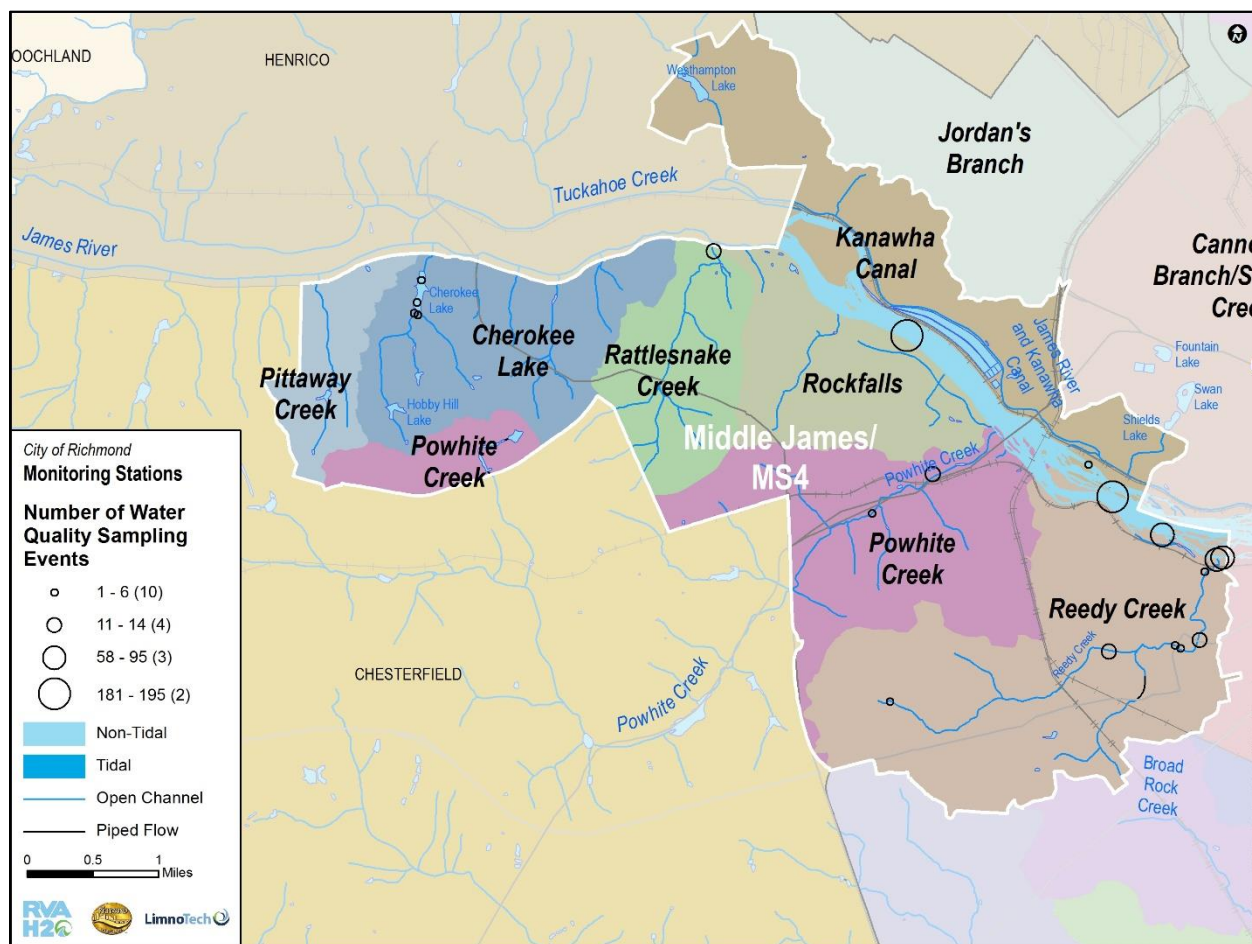 OOCHLAND
HENRICO
Westhampton
Lake
N
Jordan's
Branch
Tuckahoe Creek
James River
Kanawha
Canal
Canno
Branch/S
Cree
Cherokee
Lake
Cherokee
Lake
Rattlesnake
Creek
Rockfalls
James River
and Kanawha
Canal
Fountain
Lake
Swan
Lake
Pittaway
Creek
Hobby Hill
Lake
Shields
Lake
Powhite
Creek
Middle James/
MS4
Powhite Creek
Powhite
Creek
Reedy Creek
Reedy Creek
CHESTERFIELD
Powhite Creek
Broad
Rock
Creek
City of Richmond
Monitoring Stations
Number of Water
Quality Sampling
Events
1 - 6 (10)
11 - 14 (4)
58 - 95 (3)
181 - 195 (2)
Non-Tidal
Tidal
Open Channel
Piped Flow
0 0.5 1
Miles
RVA
H2O
LimnoTech